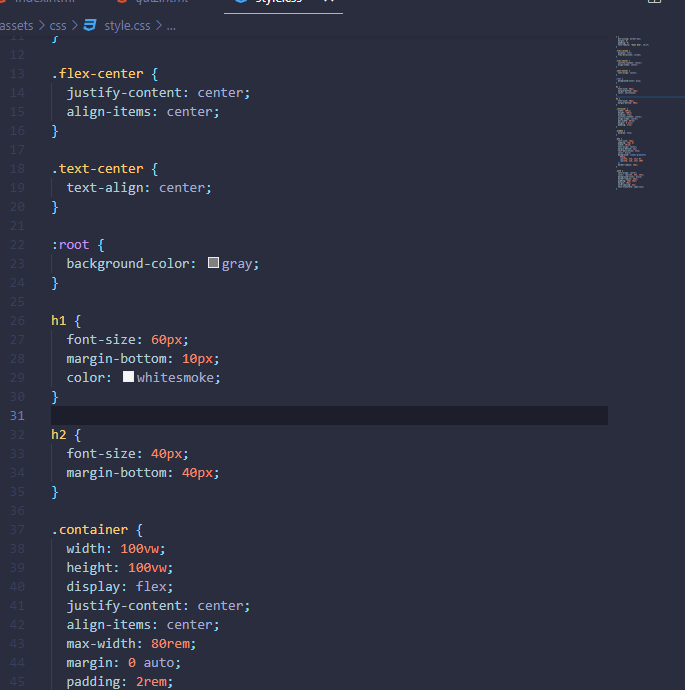 style.css
assets > css > style.css > ...
11 }
12
13 .flex-center {
14 justify-content: center;
15 align-items: center;
16 }
17
18 .text-center {
19 text-align: center;
20 }
21
22 :root {
23 background-color: gray;
24 }
25
26 h1 {
27 font-size: 60px;
28 margin-bottom: 10px;
29 color: whitesmoke;
30 }
31
32 h2 {
33 font-size: 40px;
34 margin-bottom: 40px;
35 }
36
37 .container {
38 width: 100vw;
39 height: 100vw;
40 display: flex;
41 justify-content: center;
42 align-items: center;
43 max-width: 80rem;
44 margin: 0 auto;
45 padding: 2rem;